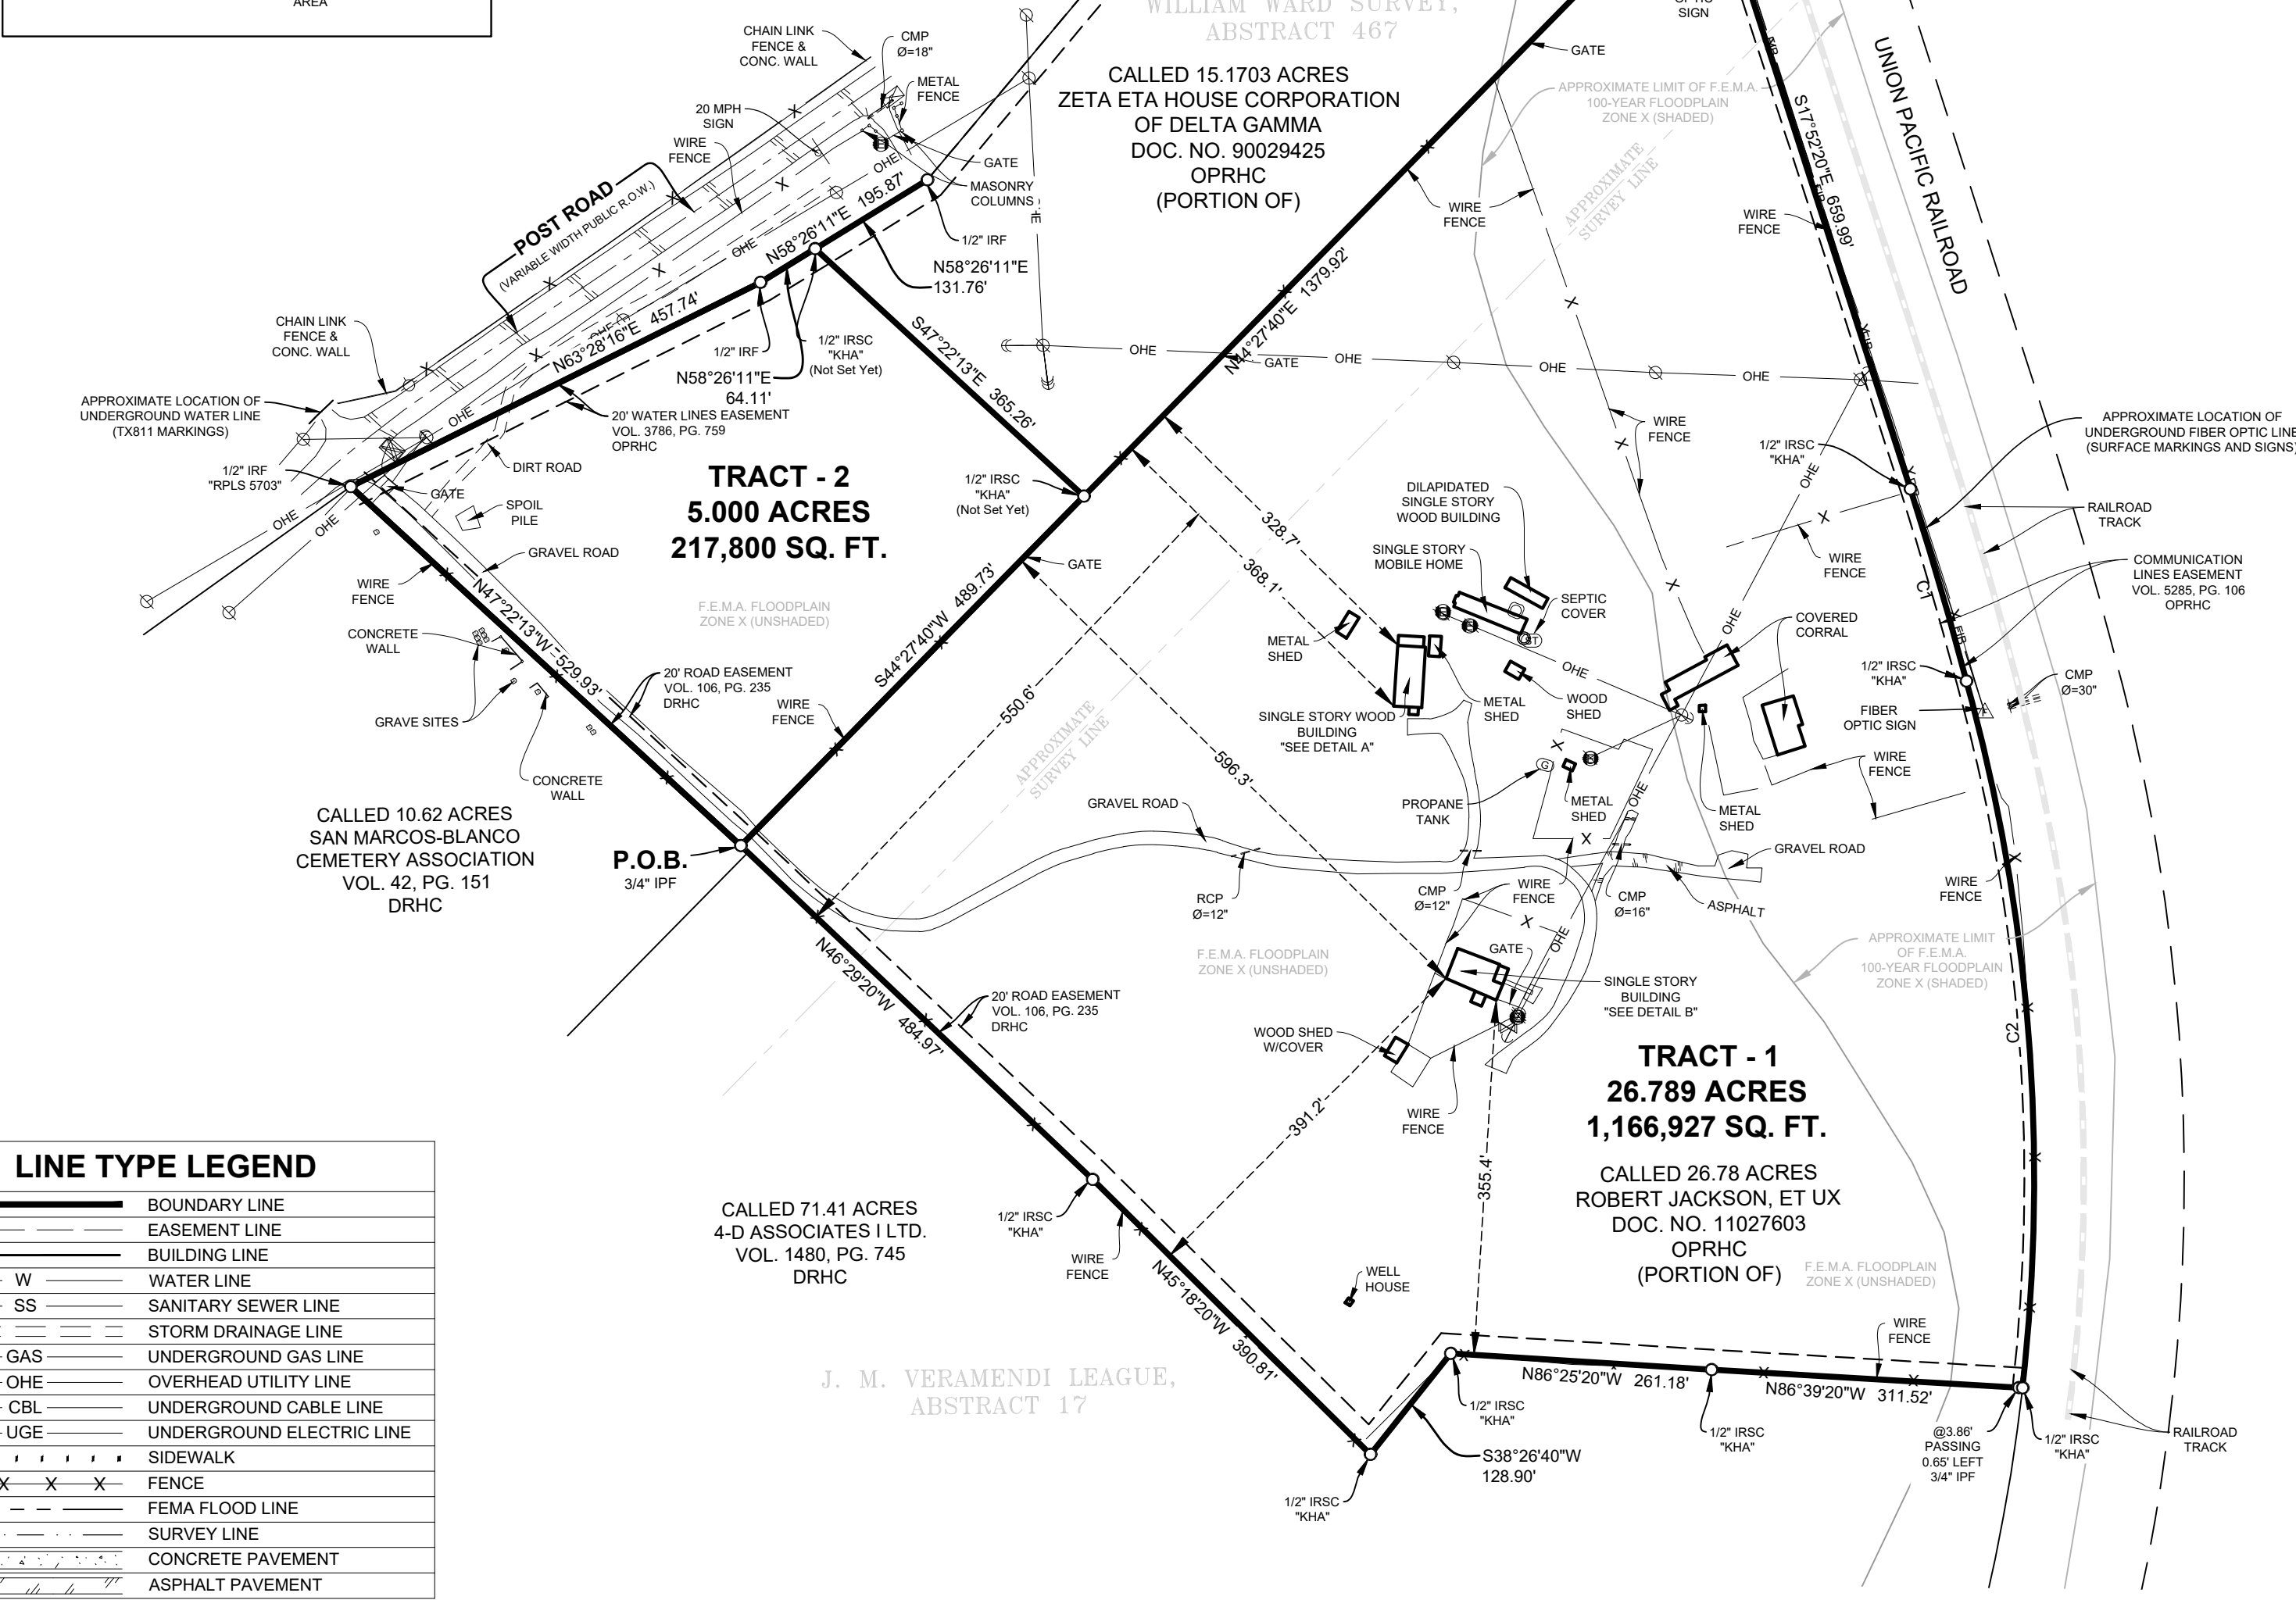 AREA
WILLIAM WARD SURVEY,
ABSTRACT 467
SIGN
CHAIN LINK
FENCE &
CONC. WALL
CMP
Ø=18"
METAL
FENCE
20 MPH
SIGN
WIRE
FENCE
OHE
GATE
MASONRY
COLUMNS
CALLED 15.1703 ACRES
ZETA ETA HOUSE CORPORATION
OF DELTA GAMMA
DOC. NO. 90029425
OPRHC
(PORTION OF)
GATE
APPROXIMATE LIMIT OF F.E.M.A.
100-YEAR FLOODPLAIN
ZONE X (SHADED)
APPROXIMATE
SURVEY LINE
UNION PACIFIC RAILROAD
S17°52'20"E 659.99'
WIRE
FENCE
WIRE
FENCE
POST ROAD
(VARIABLE WIDTH PUBLIC R.O.W.)
OHE
N58°26'11"E 195.87'
1/2" IRF
N58°26'11"E
131.76'
CHAIN LINK
FENCE &
CONC. WALL
OHE
N63°28'16"E 457.74'
1/2" IRF
1/2" IRSC
"KHA"
(Not Set Yet)
N58°26'11"E
64.11'
S47°22'13"E 365.26'
N44°27'40"E 1379.92'
GATE
OHE
OHE
OHE
OHE
APPROXIMATE LOCATION OF
UNDERGROUND WATER LINE
(TX811 MARKINGS)
OHE
20' WATER LINES EASEMENT
VOL. 3786, PG. 759
OPRHC
DIRT ROAD
1/2" IRF
"RPLS 5703"
GATE
SPOIL
PILE
OHE
OHE
GRAVEL ROAD
TRACT - 2
5.000 ACRES
217,800 SQ. FT.
1/2" IRSC
"KHA"
(Not Set Yet)
GATE
WIRE
FENCE
1/2" IRSC
"KHA"
OHE
APPROXIMATE LOCATION OF
UNDERGROUND FIBER OPTIC LINE
(SURFACE MARKINGS AND SIGNS)
RAILROAD
TRACK
WIRE
FENCE
C1
COMMUNICATION
LINES EASEMENT
VOL. 5285, PG. 106
OPRHC
328.7'
368.1'
DILAPIDATED
SINGLE STORY
WOOD BUILDING
SINGLE STORY
MOBILE HOME
SEPTIC
COVER
ST
METAL
SHED
OHE
OHE
COVERED
CORRAL
WIRE
FENCE
N47°22'13"W 529.93'
F.E.M.A. FLOODPLAIN
ZONE X (UNSHADED)
S44°27'40"W 489.73'
CONCRETE
WALL
GRAVE SITES
CONCRETE
WALL
20' ROAD EASEMENT
VOL. 106, PG. 235
DRHC
WIRE
FENCE
550.6'
APPROXIMATE
SURVEY LINE
596.3'
SINGLE STORY WOOD
BUILDING
"SEE DETAIL A"
METAL
SHED
WOOD
SHED
1/2" IRSC
"KHA"
CMP
Ø=30"
FIBER
OPTIC SIGN
WIRE
FENCE
G
PROPANE
TANK
METAL
SHED
OHE
METAL
SHED
CALLED 10.62 ACRES
SAN MARCOS-BLANCO
CEMETERY ASSOCIATION
VOL. 42, PG. 151
DRHC
P.O.B.
3/4" IPF
GRAVEL ROAD
GRAVEL ROAD
RCP
Ø=12"
CMP
Ø=12"
WIRE
FENCE
CMP
Ø=16"
ASPHALT
WIRE
FENCE
N46°29'20"W 484.97'
F.E.M.A. FLOODPLAIN
ZONE X (UNSHADED)
GATE
OHE
APPROXIMATE LIMIT
OF F.E.M.A.
100-YEAR FLOODPLAIN
ZONE X (SHADED)
20' ROAD EASEMENT
VOL. 106, PG. 235
DRHC
SINGLE STORY
BUILDING
"SEE DETAIL B"
WOOD SHED
W/COVER
C2
391.2'
WIRE
FENCE
355.4'
TRACT - 1
26.789 ACRES
1,166,927 SQ. FT.
CALLED 26.78 ACRES
ROBERT JACKSON, ET UX
DOC. NO. 11027603
OPRHC
(PORTION OF)
F.E.M.A. FLOODPLAIN
ZONE X (UNSHADED)
CALLED 71.41 ACRES
4-D ASSOCIATES I LTD.
VOL. 1480, PG. 745
DRHC
1/2" IRSC
"KHA"
WIRE
FENCE
N45°18'20"W 390.81'
WELL
HOUSE
J. M. VERAMENDI LEAGUE,
ABSTRACT 17
N86°25'20"W 261.18'
N86°39'20"W 311.52'
WIRE
FENCE
1/2" IRSC
"KHA"
1/2" IRSC
"KHA"
@3.86'
PASSING
0.65' LEFT
3/4" IPF
1/2" IRSC
"KHA"
RAILROAD
TRACK
S38°26'40"W
128.90'
1/2" IRSC
"KHA"
LINE TYPE LEGEND
BOUNDARY LINE
EASEMENT LINE
BUILDING LINE
W WATER LINE
SS SANITARY SEWER LINE
STORM DRAINAGE LINE
GAS UNDERGROUND GAS LINE
OHE OVERHEAD UTILITY LINE
CBL UNDERGROUND CABLE LINE
UGE UNDERGROUND ELECTRIC LINE
SIDEWALK
X X X FENCE
FEMA FLOOD LINE
SURVEY LINE
CONCRETE PAVEMENT
ASPHALT PAVEMENT